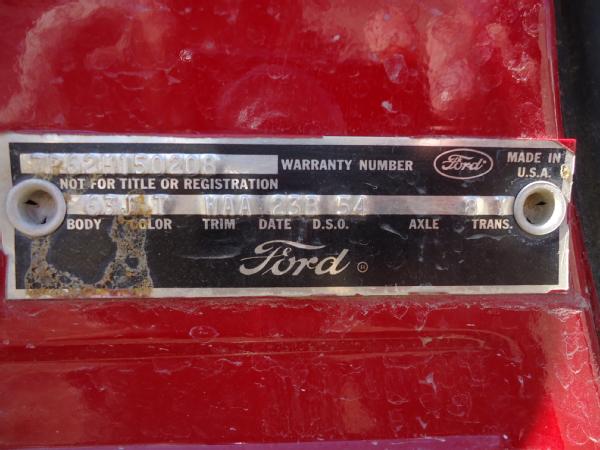 WARRANTY NUMBER Ford MADE IN U.S.A.
NOT FOR TITLE OR REGISTRATION
23B 54 8
BODY COLOR TRIM DATE D.S.O. AXLE TRANS.
Ford ®